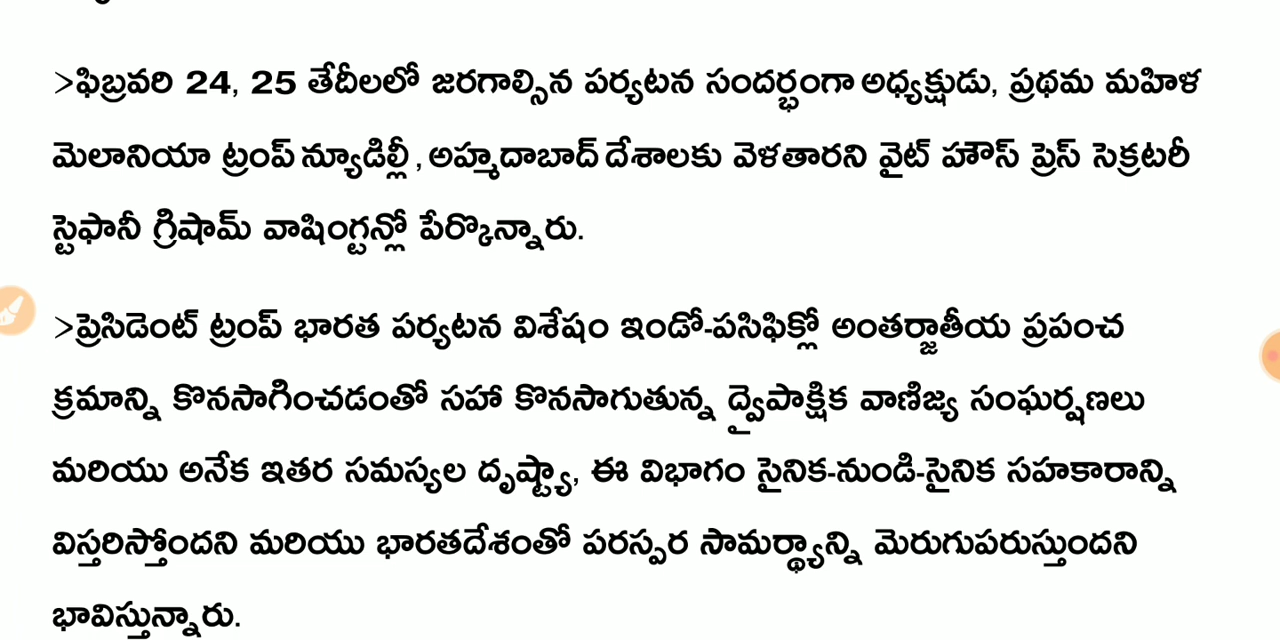 >ఫిబ్రవరి 24, 25 తేదీలలో జరగాల్సిన పర్యటన సందర్భంగా అధ్యక్షుడు, ప్రథమ మహిళ
మెలానియా ట్రంప్ న్యూడిల్లీ, అహ్మదాబాద్ దేశాలకు వెళతారని వైట్ హౌస్ ప్రెస్ సెక్రటరీ
స్టెఫానీ గ్రిషామ్ వాషింగ్టన్లో పేర్కొన్నారు.
>ప్రెసిడెంట్ ట్రంప్ భారత పర్యటన విశేషం ఇండో-పసిఫిక్లో అంతర్జాతీయ ప్రపంచ
క్రమాన్ని కొనసాగించడంతో సహా కొనసాగుతున్న ద్వైపాక్షిక వాణిజ్య సంఘర్షణలు
మరియు అనేక ఇతర సమస్యల దృష్ట్యా, ఈ విభాగం సైనిక-నుండి-సైనిక సహకారాన్ని
విస్తరిస్తోందని మరియు భారతదేశంతో పరస్పర సామర్థ్యాన్ని మెరుగుపరుస్తుందని
భావిస్తున్నారు.